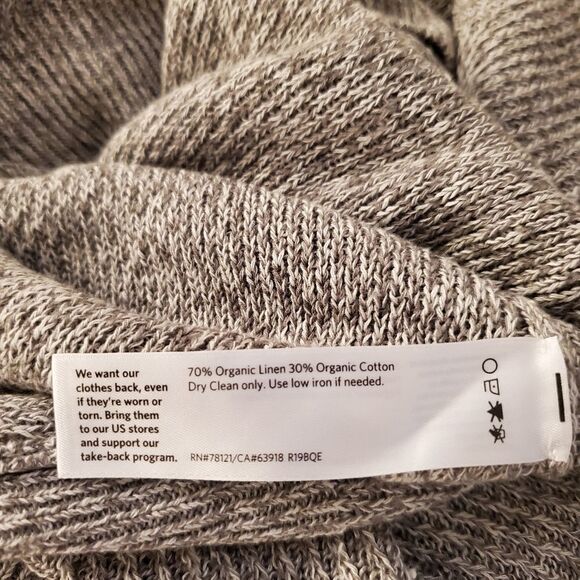 We want our
clothes back, even
if they're worn or
torn. Bring them
to our US stores
and support our
take-back program.
70% Organic Linen 30% Organic Cotton
Dry Clean only. Use low iron if needed.
RN#78121/CA#63918 R19BQE